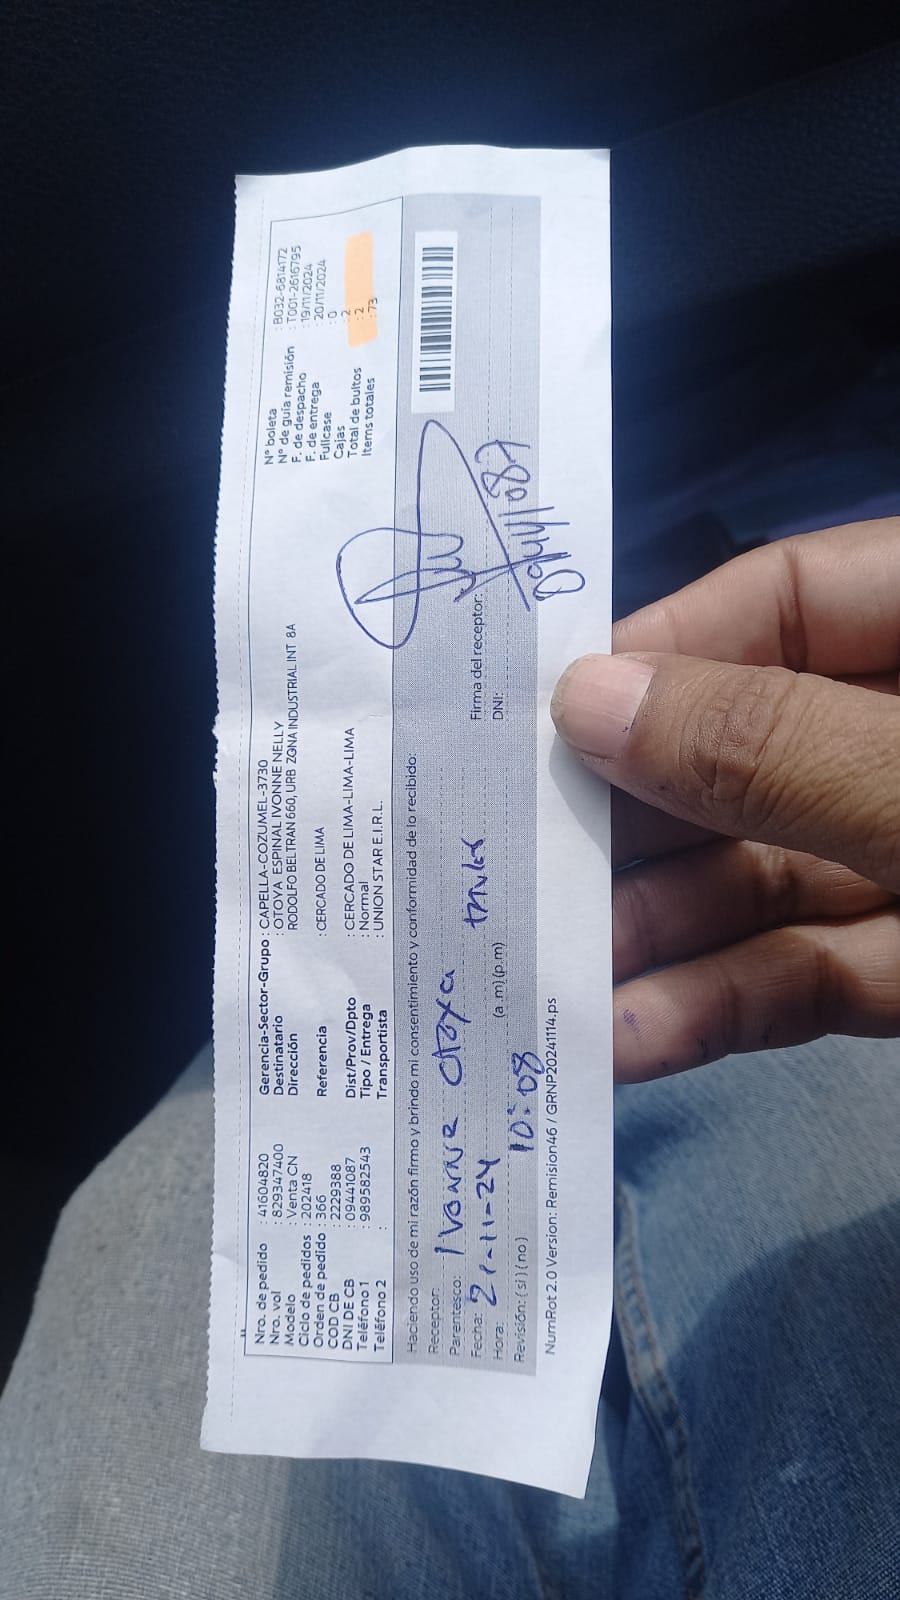 Nro. de pedido : 41604820
Nro. vol : 829347400
Modelo : Venta CN
Ciclo de pedidos : 202418
Orden de pedido : 366
COD CB : 2229388
DNI DE CB : 09441087
Teléfono 1 : 989582543
Teléfono 2 :
Gerencia-Sector-Grupo : CAPELLA-COZUMEL-3730
Destinatario : OTOYA ESPINAL IVONNE NELLY
Dirección RODOLFO BELTRAN 660, URB ZONA INDUSTRIAL INT 8A
Referencia : CERCADO DE LIMA
Dist/Prov/Dpto : CERCADO DE LIMA-LIMA-LIMA
Tipo / Entrega : Normal
Transportista : UNION STAR E.I.R.L.
N° boleta : B032-6814172
N° de guía remisión : T001-2616795
F. de despacho : 19/11/2024
F. de entrega : 20/11/2024
Fullcase : 0
Cajas : 2
Total de bultos : 2
Items totales : 73
Haciendo uso de mi razón firmo y brindo mi consentimiento y conformidad de lo recibido:
Receptor: Ivonne Otoya
Parentesco: titular
Fecha: 21-11-24
Hora: 10:08 (a.m)(p.m)
Revisión: (si)(no)
Firma del receptor:
DNI: 09441087
NumRot 2.0 Version: Remision46 / GRNP20241114.ps